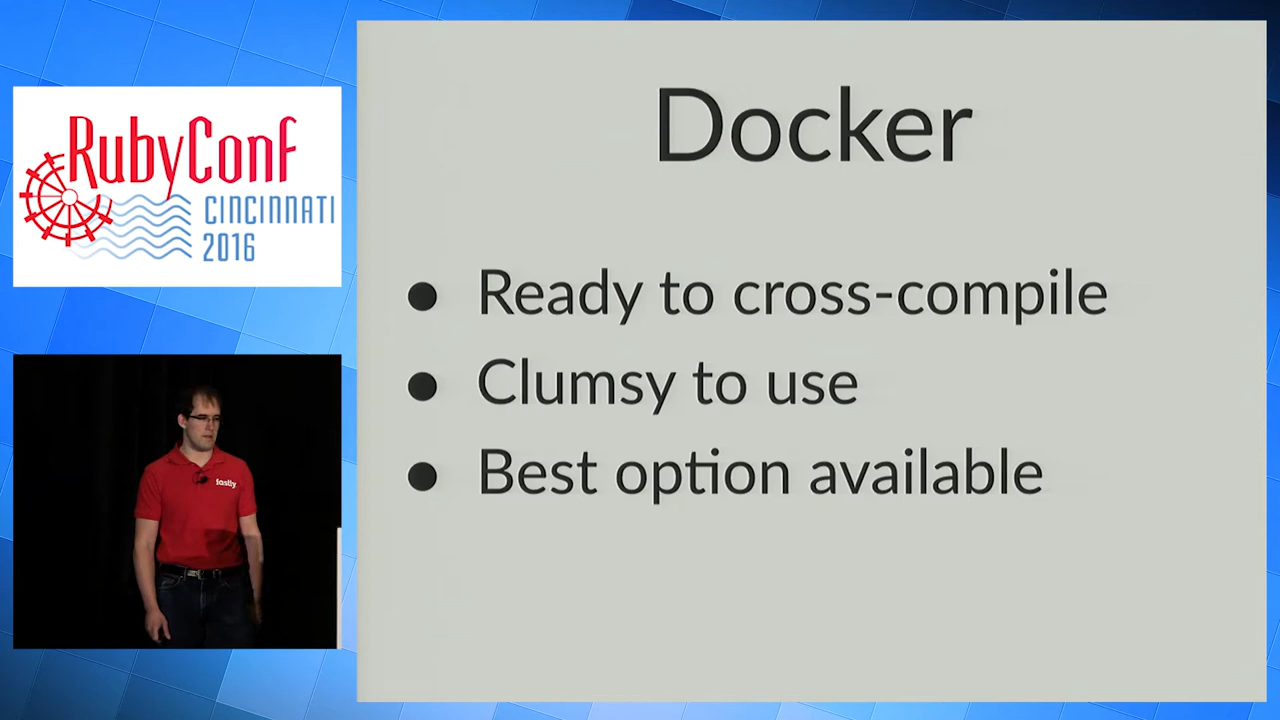 RubyConf
CINCINNATI
2016
fastly
Docker
● Ready to cross-compile
● Clumsy to use
● Best option available